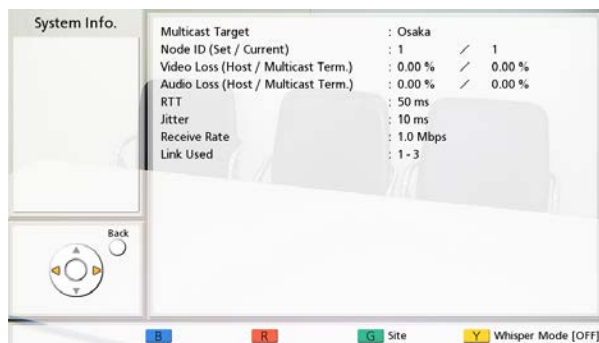 System Info.
Multicast Target : Osaka
Node ID (Set / Current) : 1 / 1
Video Loss (Host / Multicast Term.) : 0.00 % / 0.00 %
Audio Loss (Host / Multicast Term.) : 0.00 % / 0.00 %
RTT : 50 ms
Jitter : 10 ms
Receive Rate : 1.0 Mbps
Link Used : 1 - 3
Back
B R G Site Y Whisper Mode [OFF]